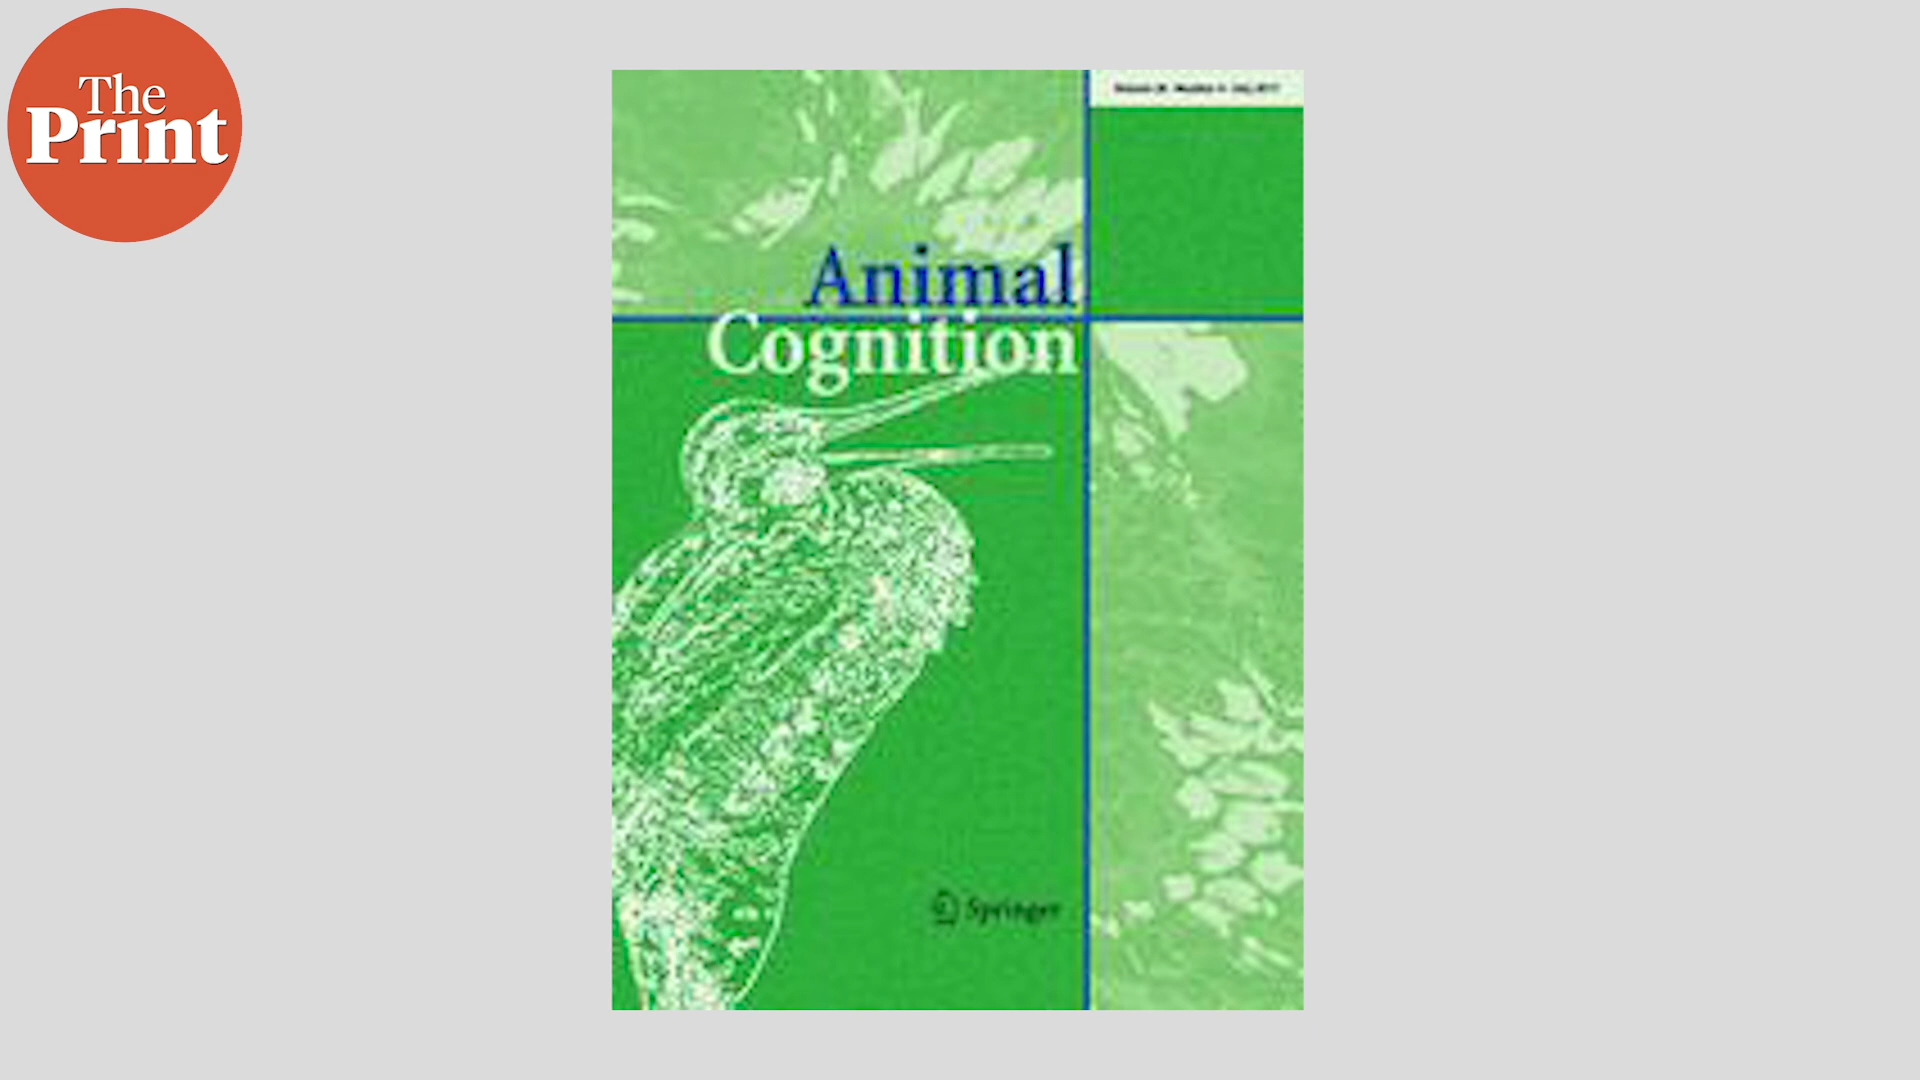 The
Print
Animal
Cognition
Springer